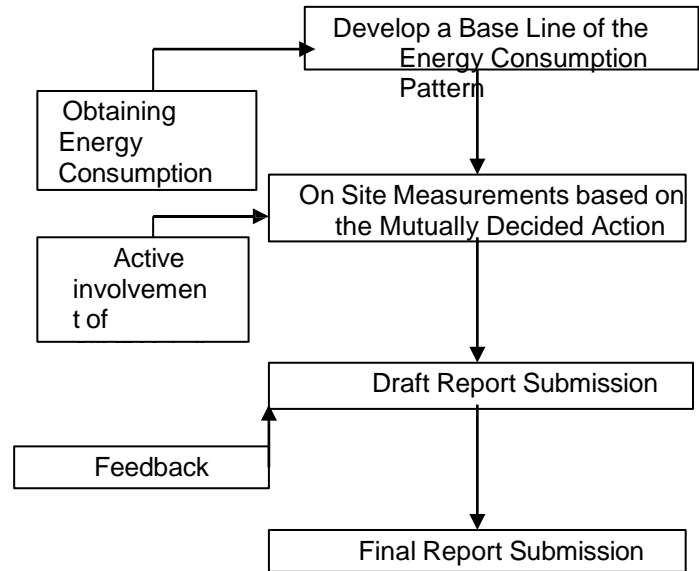 Develop a Base Line of the
Energy Consumption
Pattern
Obtaining
Energy
Consumption
On Site Measurements based on
the Mutually Decided Action
Active
involvemen
t of
Draft Report Submission
Feedback
Final Report Submission